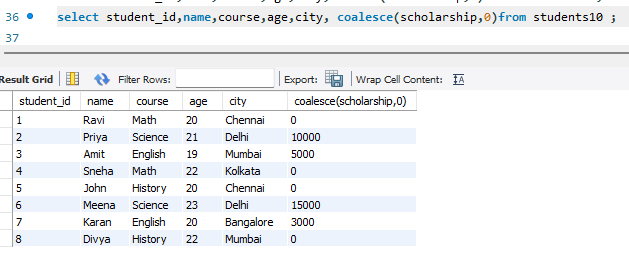 36 select student_id,name,course,age,city, coalesce(scholarship,0)from students10 ;
37
Result Grid Filter Rows: Export: Wrap Cell Content: IA
student_id name course age city coalesce(scholarship,0)
1 Ravi Math 20 Chennai 0
2 Priya Science 21 Delhi 10000
3 Amit English 19 Mumbai 5000
4 Sneha Math 22 Kolkata 0
5 John History 20 Chennai 0
6 Meena Science 23 Delhi 15000
7 Karan English 20 Bangalore 3000
8 Divya History 22 Mumbai 0